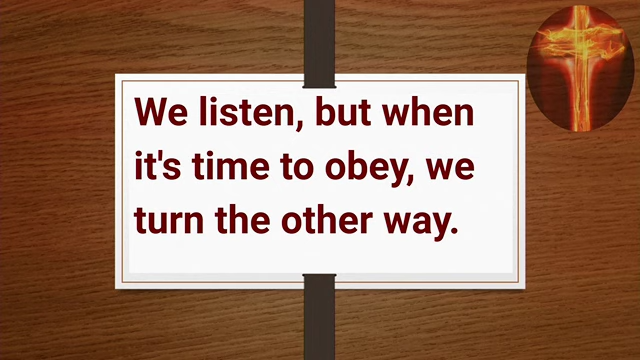 We listen, but when
it's time to obey, we
turn the other way.